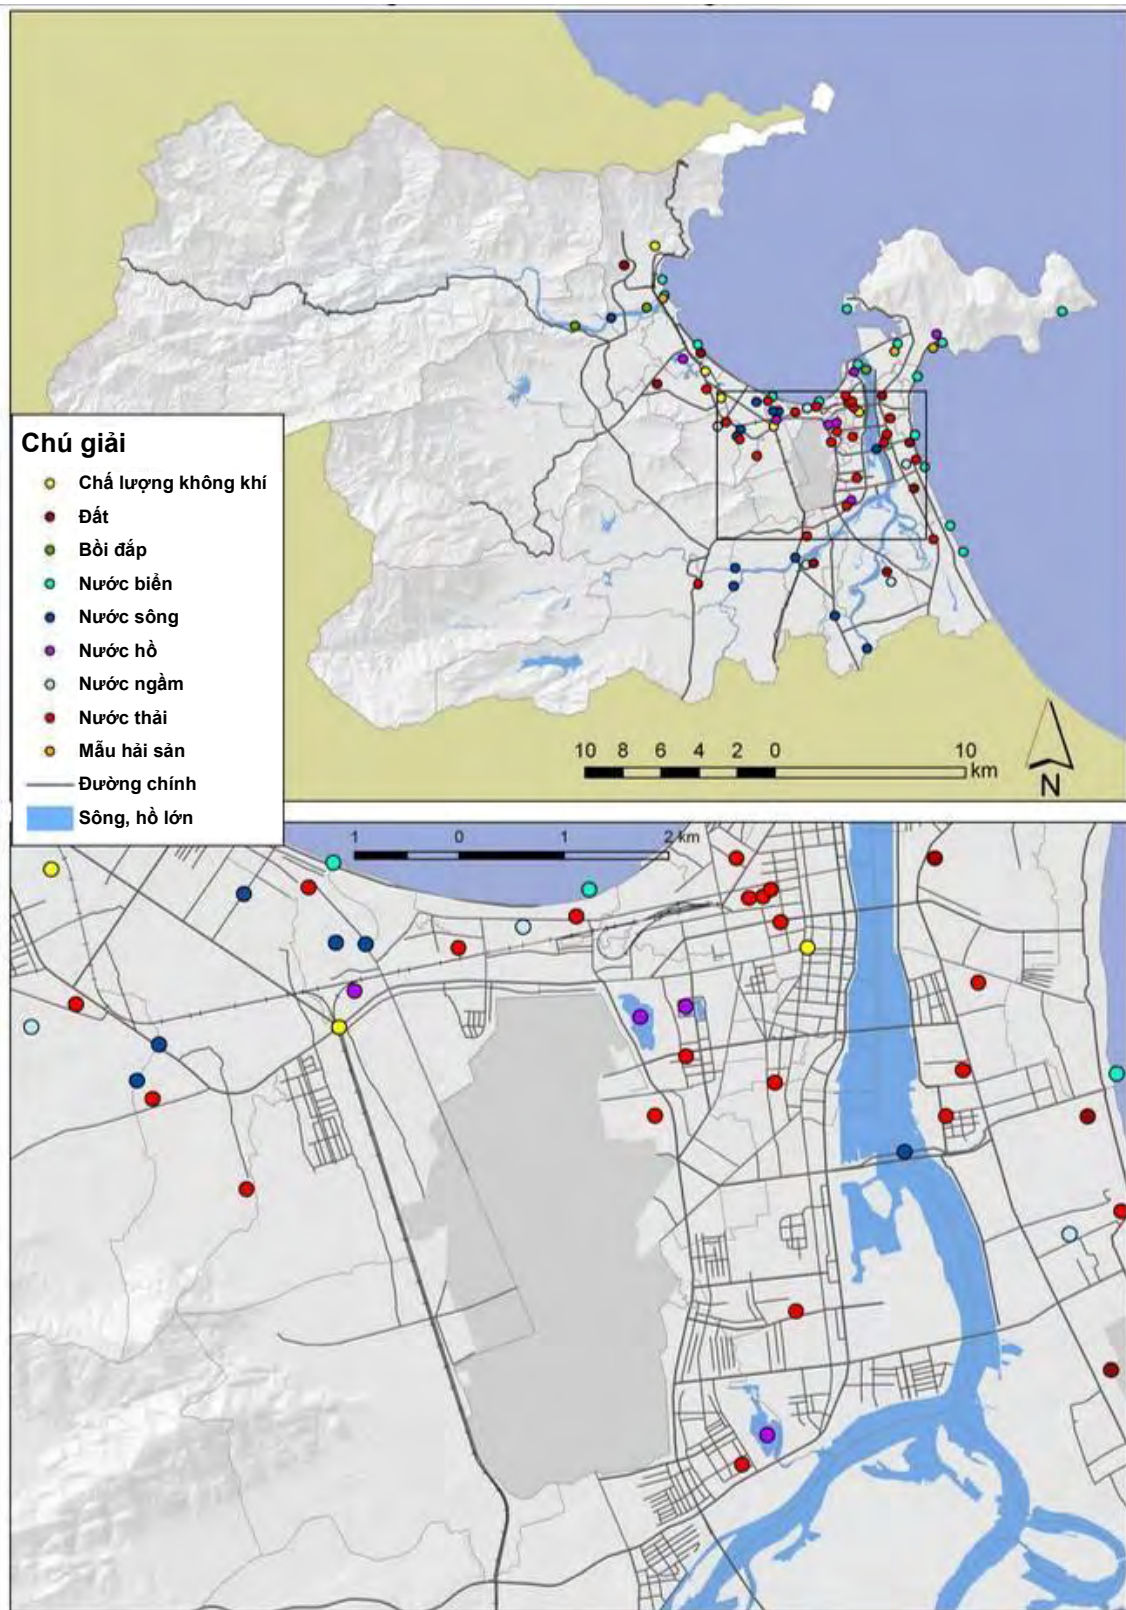 Chú giải
Chấ lượng không khí
Đất
Bồi đắp
Nước biển
Nước sông
Nước hồ
Nước ngầm
Nước thải
Mẫu hải sản
Đường chính
Sông, hồ lớn
10 8 6 4 2 0 10
km
N
1 0 1 2 km